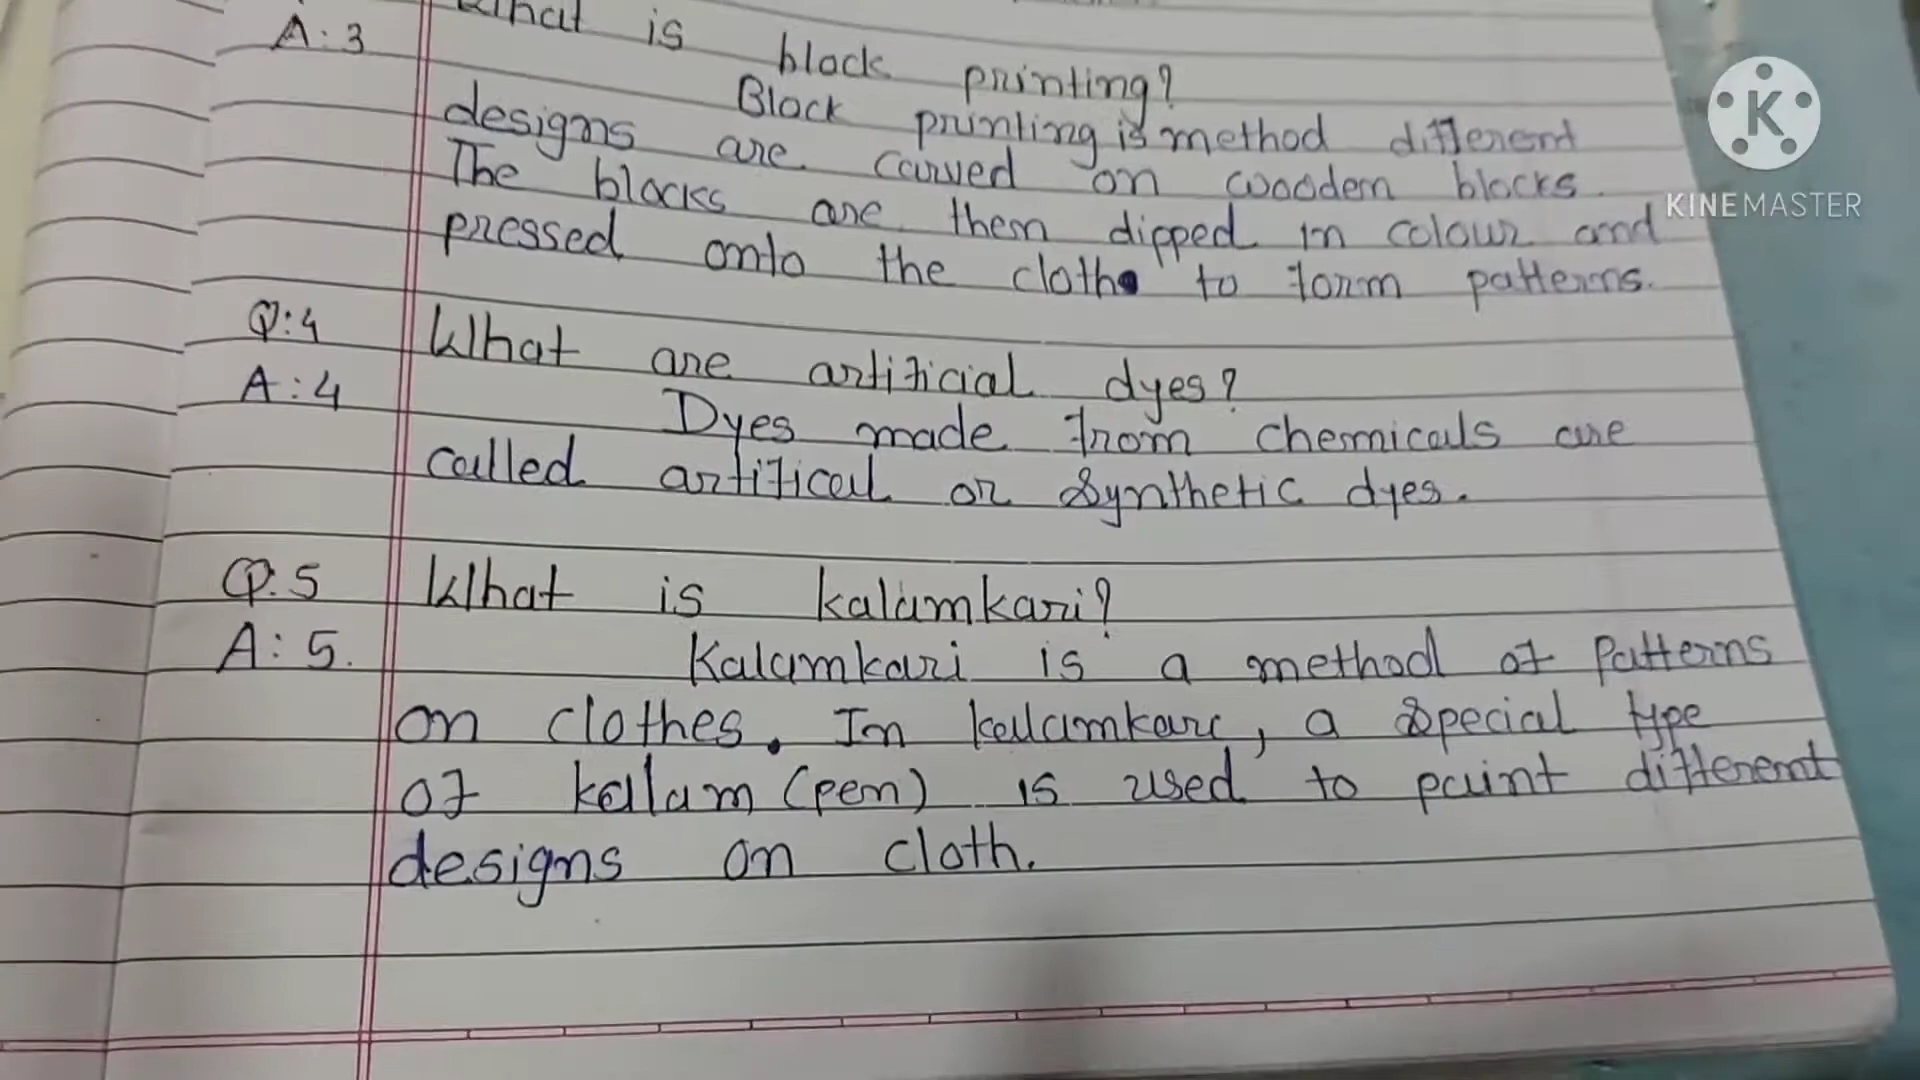 What is block printing?
A: 3 Block printing is method different
designs are carved on wooden blocks.
The blocks are then dipped in colour and
pressed onto the cloth to form patterns.
Q:4 What are artificial dyes?
A:4 Dyes made from chemicals are
called artifical or synthetic dyes.
Q.5 What is kalamkari?
A: 5. Kalamkari is a method of Patterns
on clothes. In kalamkari, a special type
of kallam (pen) is used to paint different
designs on cloth.
K
KINEMASTER